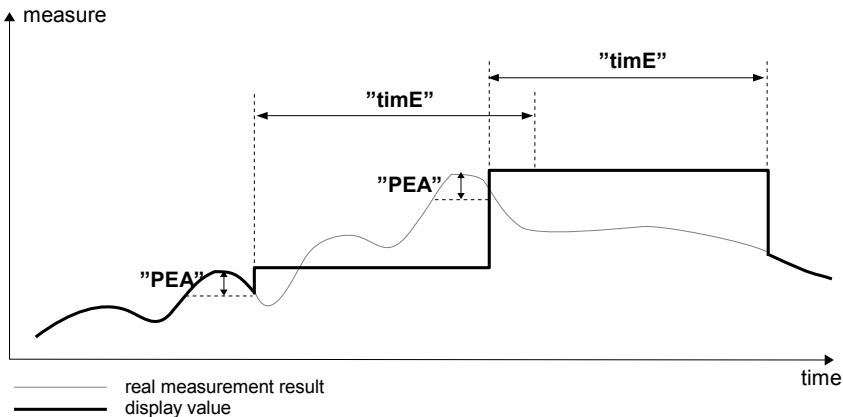 measure
”timE”
”timE”
”PEA”
”PEA”
time
real measurement result
display value